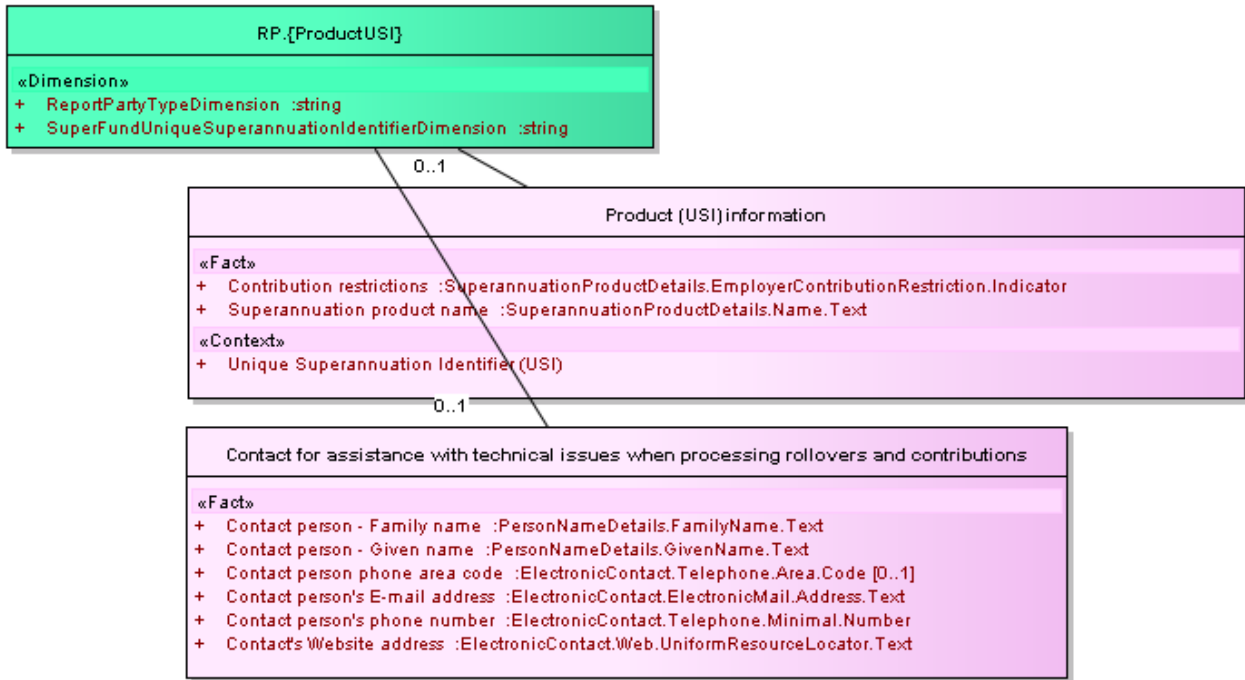 RP.{ProductUSI}
«Dimension»
+ ReportPartyTypeDimension :string
+ SuperFundUniqueSuperannuationIdentifierDimension :string
0..1
Product (USI) information
«Fact»
+ Contribution restrictions :SuperannuationProductDetails.EmployerContributionRestriction.Indicator
+ Superannuation product name :SuperannuationProductDetails.Name.Text
«Context»
+ Unique Superannuation Identifier (USI)
0..1
Contact for assistance with technical issues when processing rollovers and contributions
«Fact»
+ Contact person - Family name :PersonNameDetails.FamilyName.Text
+ Contact person - Given name :PersonNameDetails.GivenName.Text
+ Contact person phone area code :ElectronicContact.Telephone.Area.Code [0..1]
+ Contact person's E-mail address :ElectronicContact.ElectronicMail.Address.Text
+ Contact person's phone number :ElectronicContact.Telephone.Minimal.Number
+ Contact's Website address :ElectronicContact.Web.UniformResourceLocator.Text